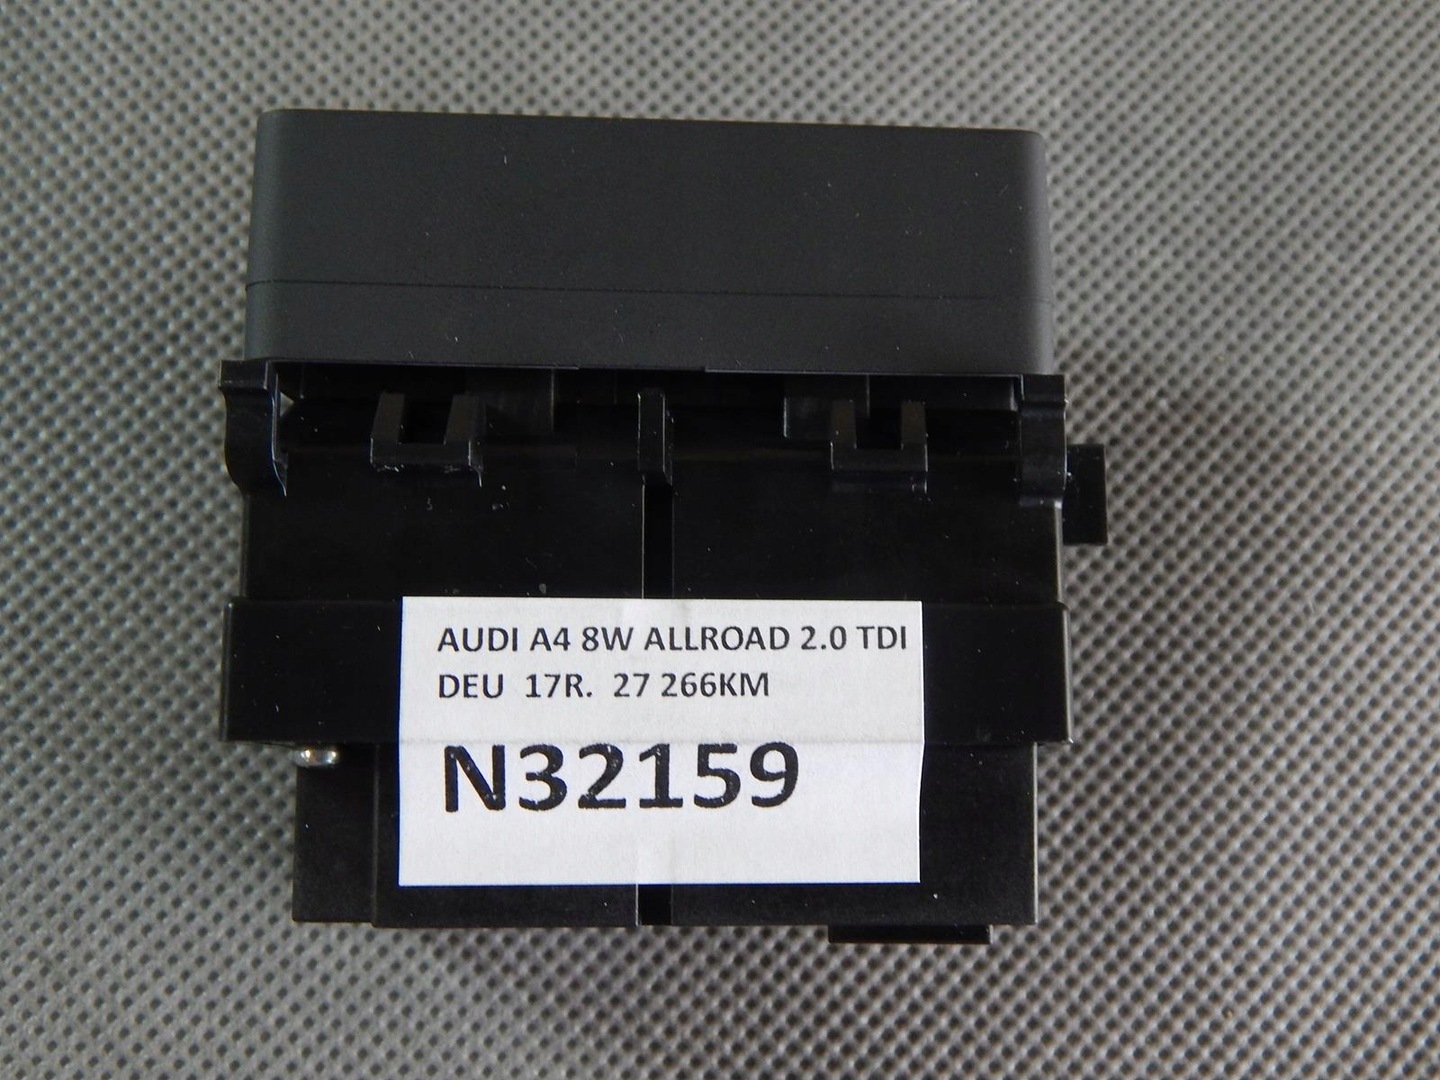 AUDI A4 8W ALLROAD 2.0 TDI
DEU 17R. 27 266KM
N32159